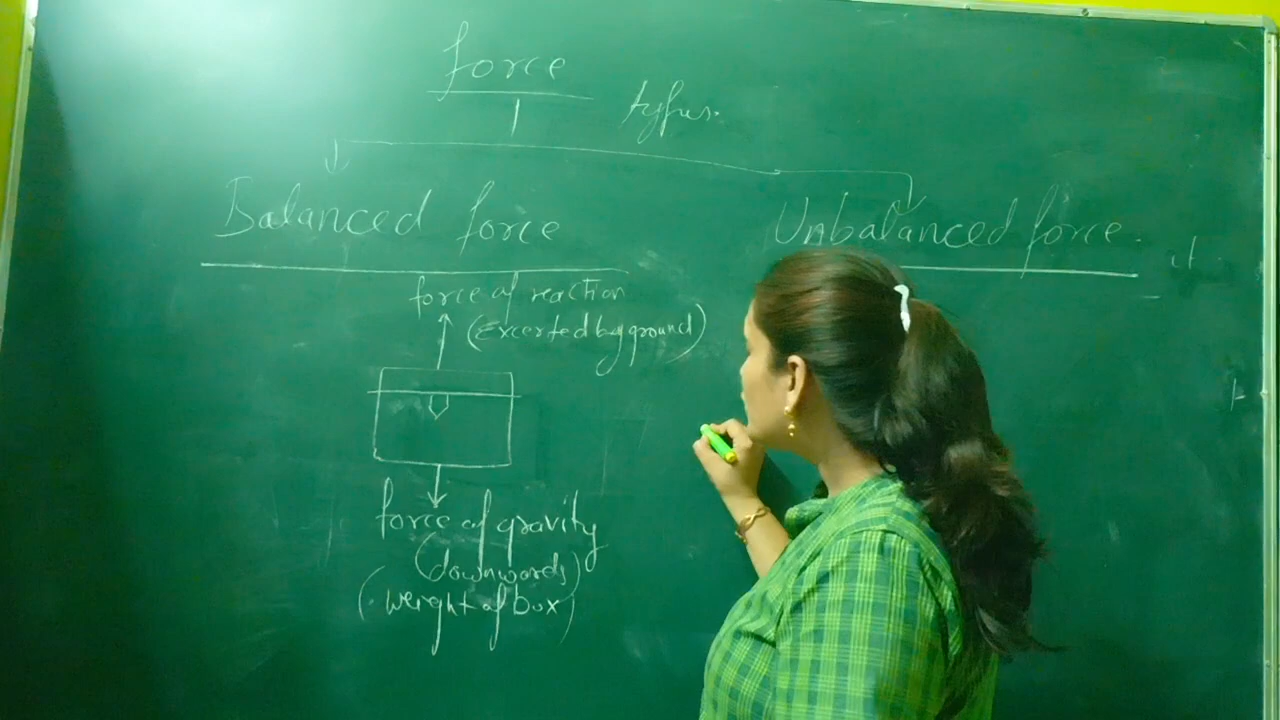 force
types.
Balanced force
Unbalanced force.
force of reaction
(Excerted by ground)
force of gravity
(downwards)
(weight of box)